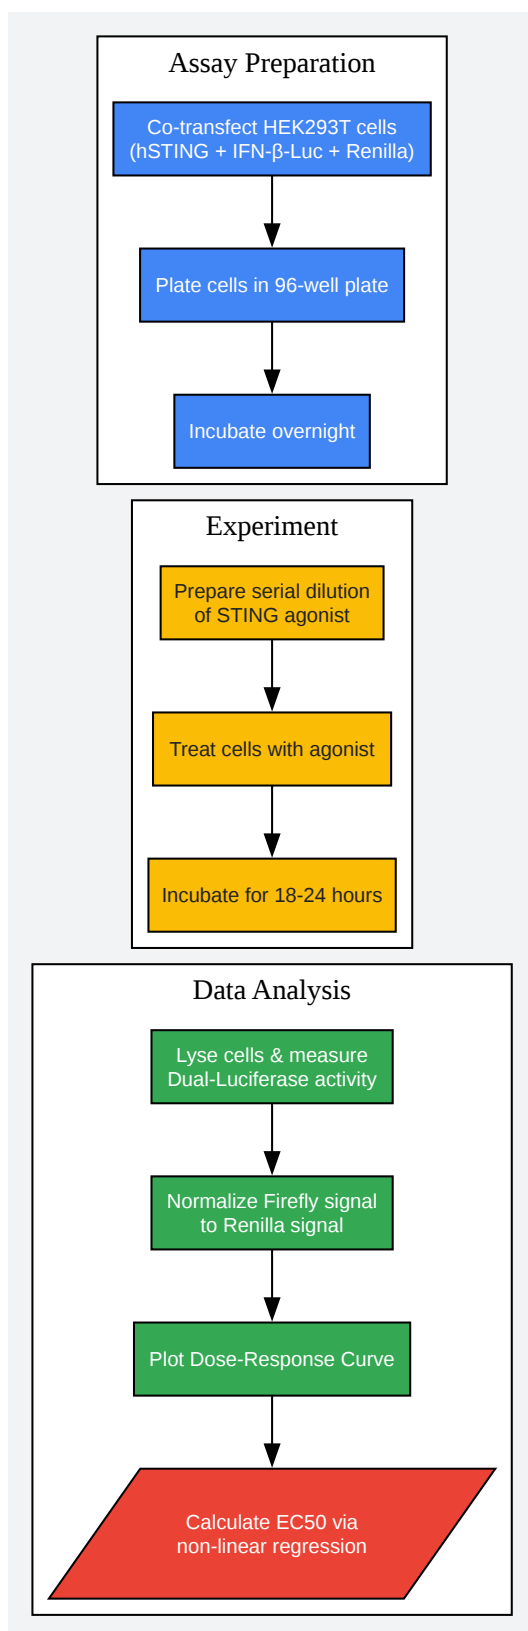 Assay Preparation
Co-transfect HEK293T cells
(hSTING + IFN-β-Luc + Renilla)
Plate cells in 96-well plate
Incubate overnight
Experiment
Prepare serial dilution
of STING agonist
Treat cells with agonist
Incubate for 18-24 hours
Data Analysis
Lyse cells & measure
Dual-Luciferase activity
Normalize Firefly signal
to Renilla signal
Plot Dose-Response Curve
Calculate EC50 via
non-linear regression